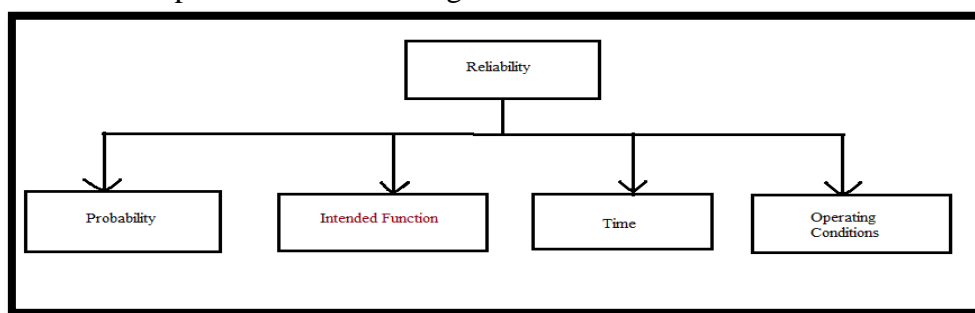 Reliability
Probability
Intended Function
Time
Operating
Conditions